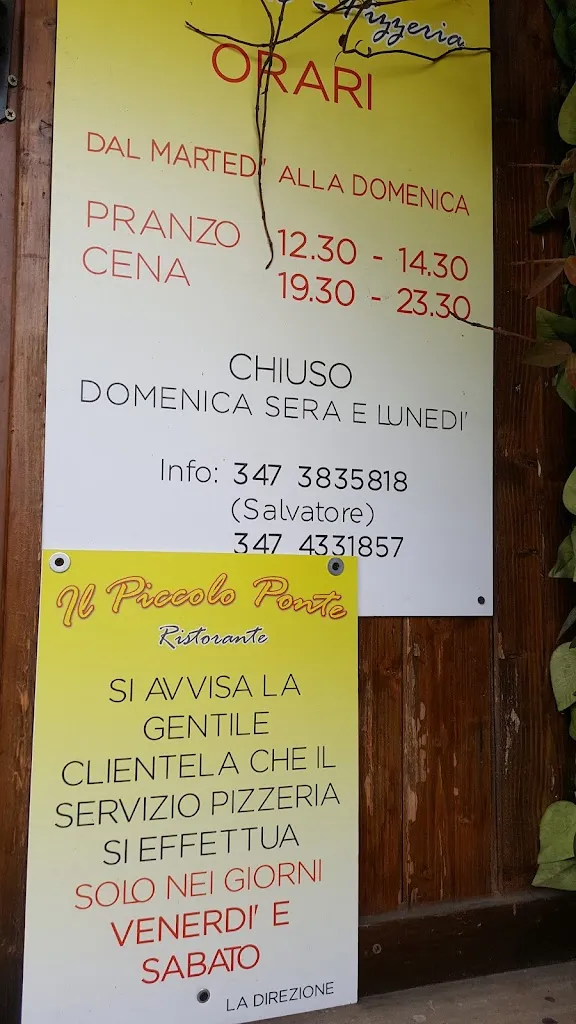 Pizzeria
ORARI
DAL MARTEDI' ALLA DOMENICA
PRANZO 12.30 - 14.30
CENA 19.30 - 23.30
CHIUSO
DOMENICA SERA E LUNEDI'
Info: 347 3835818
(Salvatore)
347 4331857
Il Piccolo Ponte
Ristorante
SI AVVISA LA
GENTILE
CLIENTELA CHE IL
SERVIZIO PIZZERIA
SI EFFETTUA
SOLO NEI GIORNI
VENERDI' E
SABATO
LA DIREZIONE